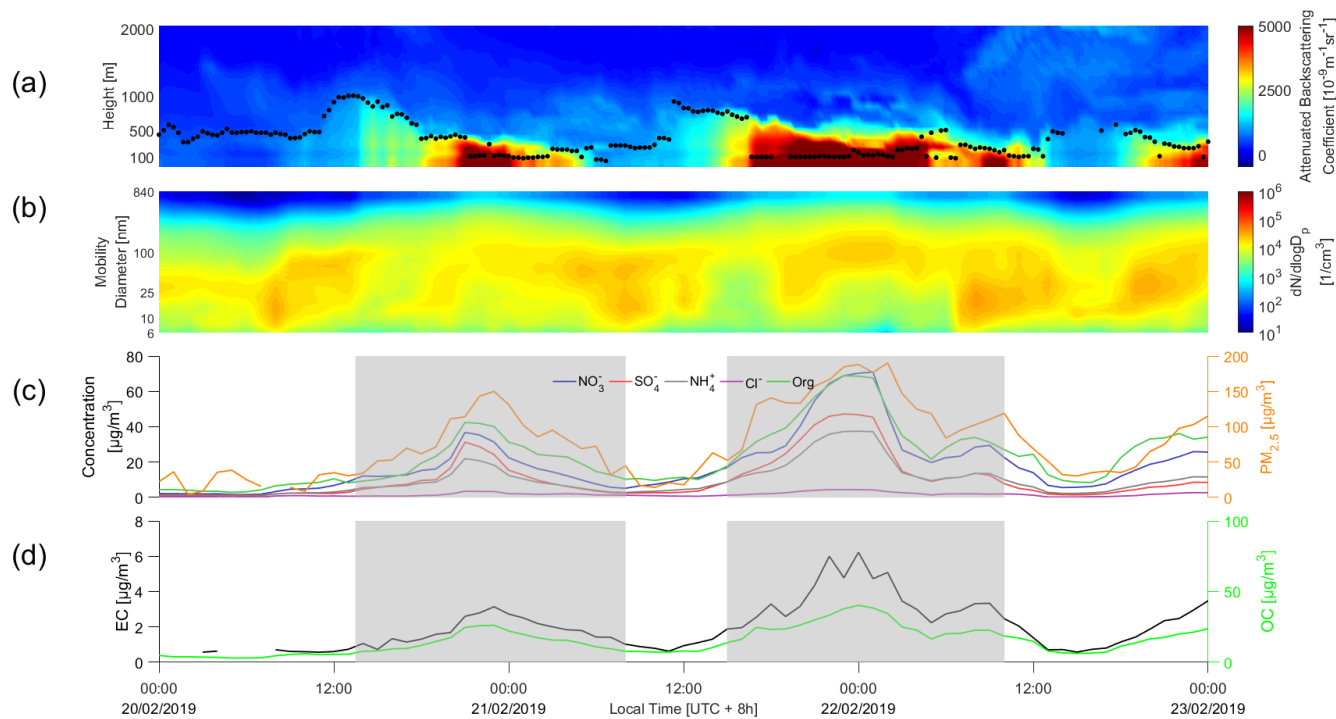 (a)
Height [m]
2000
1000
500
100
5000
2500
0
Attenuated Backscattering
Coefficient [10⁻⁹m⁻¹sr⁻¹]
(b)
Mobility
Diameter [nm]
840
100
25
10
6
10⁶
10⁵
10⁴
10³
10²
10¹
dN/dlogDₚ
[1/cm³]
(c)
Concentration
[µg/m³]
80
60
40
20
0
NO₃⁻ SO₄⁻ NH₄⁺ Cl⁻ Org
200
150
100
50
0
PM₂.₅ [µg/m³]
(d)
EC [µg/m³]
8
6
4
2
0
100
50
0
OC [µg/m³]
00:00 12:00 00:00 12:00 00:00 12:00 00:00
20/02/2019 21/02/2019 Local Time [UTC + 8h] 22/02/2019 23/02/2019